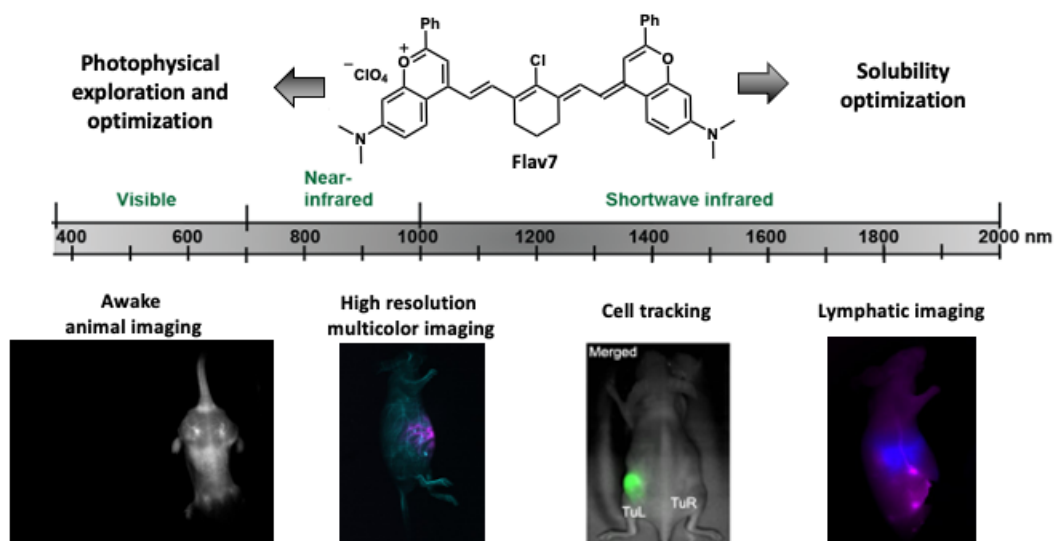 Photophysical
exploration and
optimization
Ph
O
+
−
ClO4
N
Cl
Ph
O
N
Flav7
Solubility
optimization
Visible
Near-
infrared
Shortwave infrared
400 600 800 1000 1200 1400 1600 1800 2000 nm
Awake
animal imaging
High resolution
multicolor imaging
Cell tracking
Lymphatic imaging
Merged
TuL
TuR